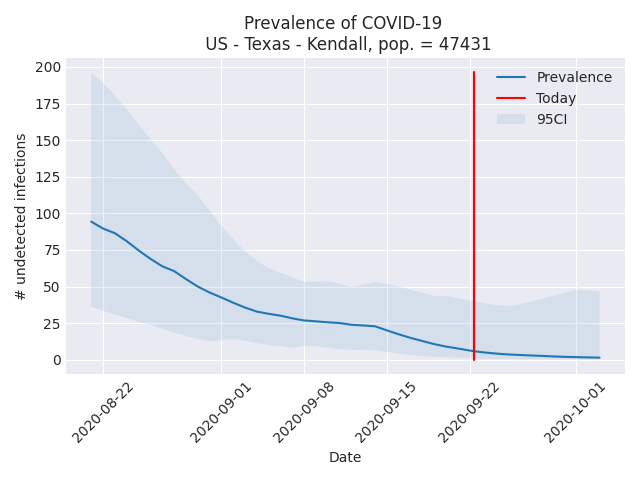 Prevalence of COVID-19
US - Texas - Kendall, pop. = 47431
Prevalence
Today
95CI
200
175
150
125
100
75
50
25
0
# undetected infections
2020-08-22
2020-09-01
2020-09-08
2020-09-15
2020-09-22
2020-10-01
Date